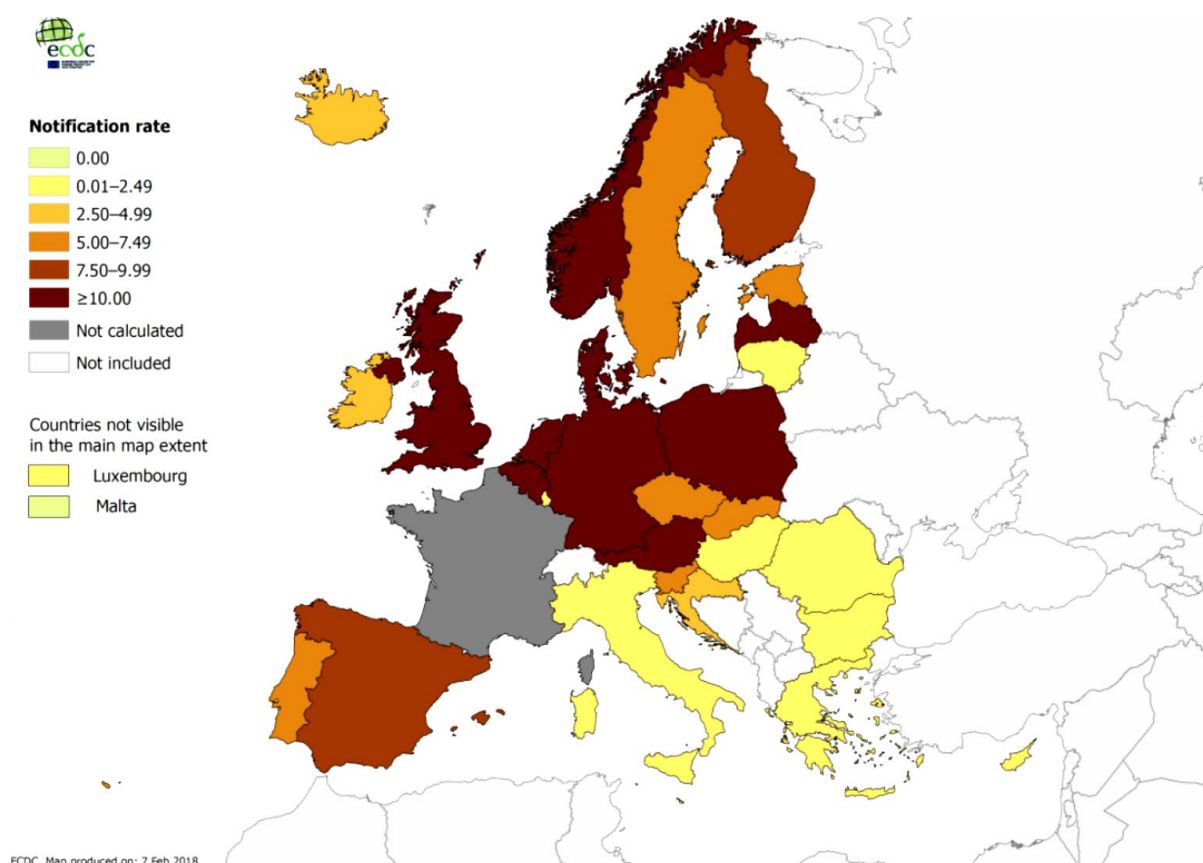 ecdc
Notification rate
0.00
0.01–2.49
2.50–4.99
5.00–7.49
7.50–9.99
≥10.00
Not calculated
Not included
Countries not visible
in the main map extent
Luxembourg
Malta
ECDC. Map produced on: 7 Feb 2018